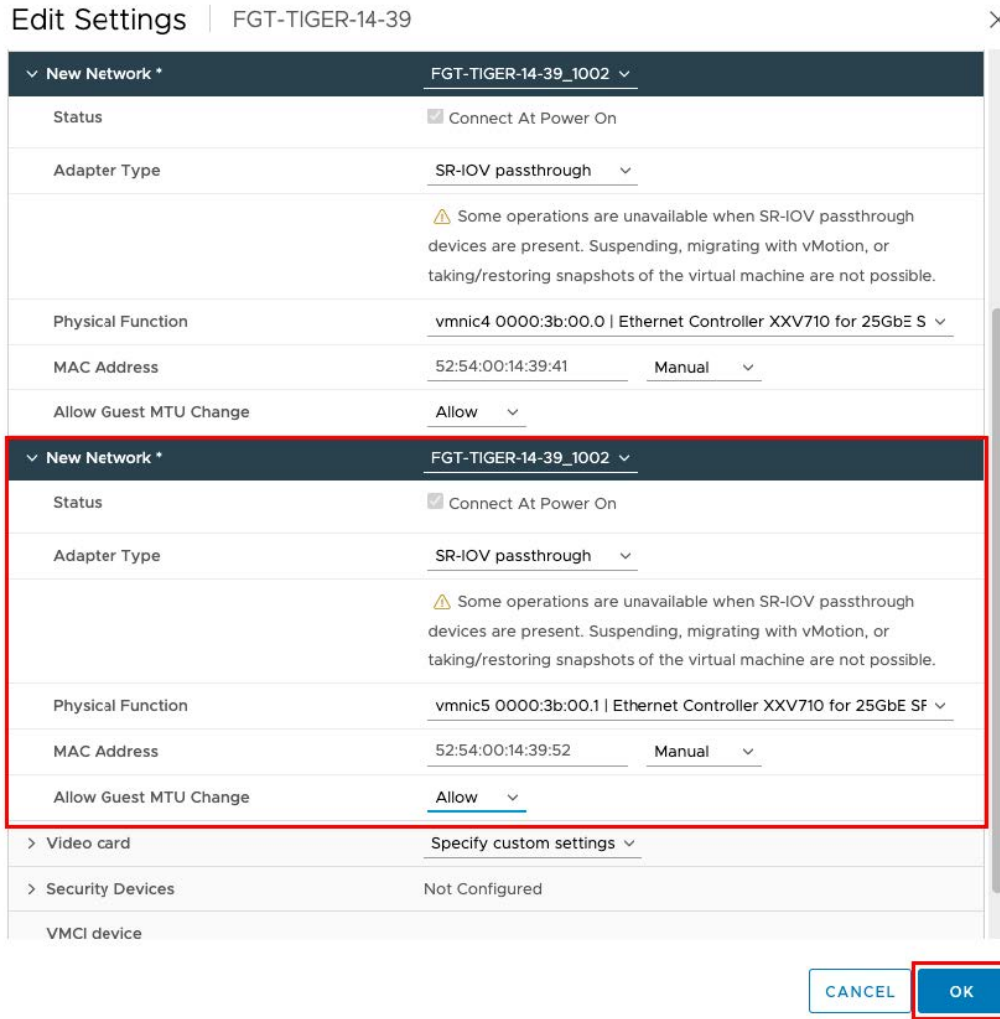 Edit Settings FGT-TIGER-14-39
New Network * FGT-TIGER-14-39_1002
Status Connect At Power On
Adapter Type SR-IOV passthrough
Some operations are unavailable when SR-IOV passthrough
devices are present. Suspending, migrating with vMotion, or
taking/restoring snapshots of the virtual machine are not possible.
Physical Function vmnic4 0000:3b:00.0 | Ethernet Controller XXV710 for 25GbE S
MAC Address 52:54:00:14:39:41 Manual
Allow Guest MTU Change Allow
New Network * FGT-TIGER-14-39_1002
Status Connect At Power On
Adapter Type SR-IOV passthrough
Some operations are unavailable when SR-IOV passthrough
devices are present. Suspending, migrating with vMotion, or
taking/restoring snapshots of the virtual machine are not possible.
Physical Function vmnic5 0000:3b:00.1 | Ethernet Controller XXV710 for 25GbE SF
MAC Address 52:54:00:14:39:52 Manual
Allow Guest MTU Change Allow
Video card Specify custom settings
Security Devices Not Configured
VMCI device
CANCEL OK